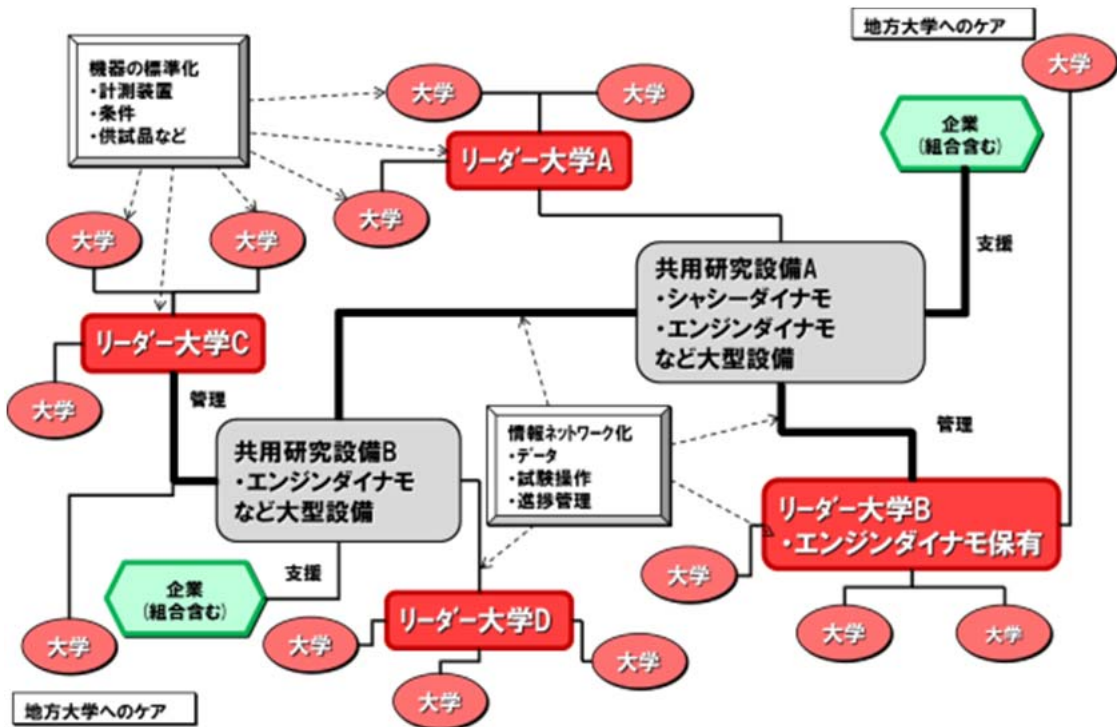 地方大学へのケア
機器の標準化
・計測装置
・条件
・供試品など
大学
大学
大学
企業
(組合含む)
リーダー大学A
大学
大学
大学
支援
共用研究設備A
・シャシーダイナモ
・エンジンダイナモ
など大型設備
リーダー大学C
大学
管理
情報ネットワーク化
・データ
・試験操作
・進捗管理
管理
共用研究設備B
・エンジンダイナモ
など大型設備
リーダー大学B
・エンジンダイナモ保有
大学
支援
企業
(組合含む)
リーダー大学D
大学
大学
大学
大学
大学
大学
大学
地方大学へのケア